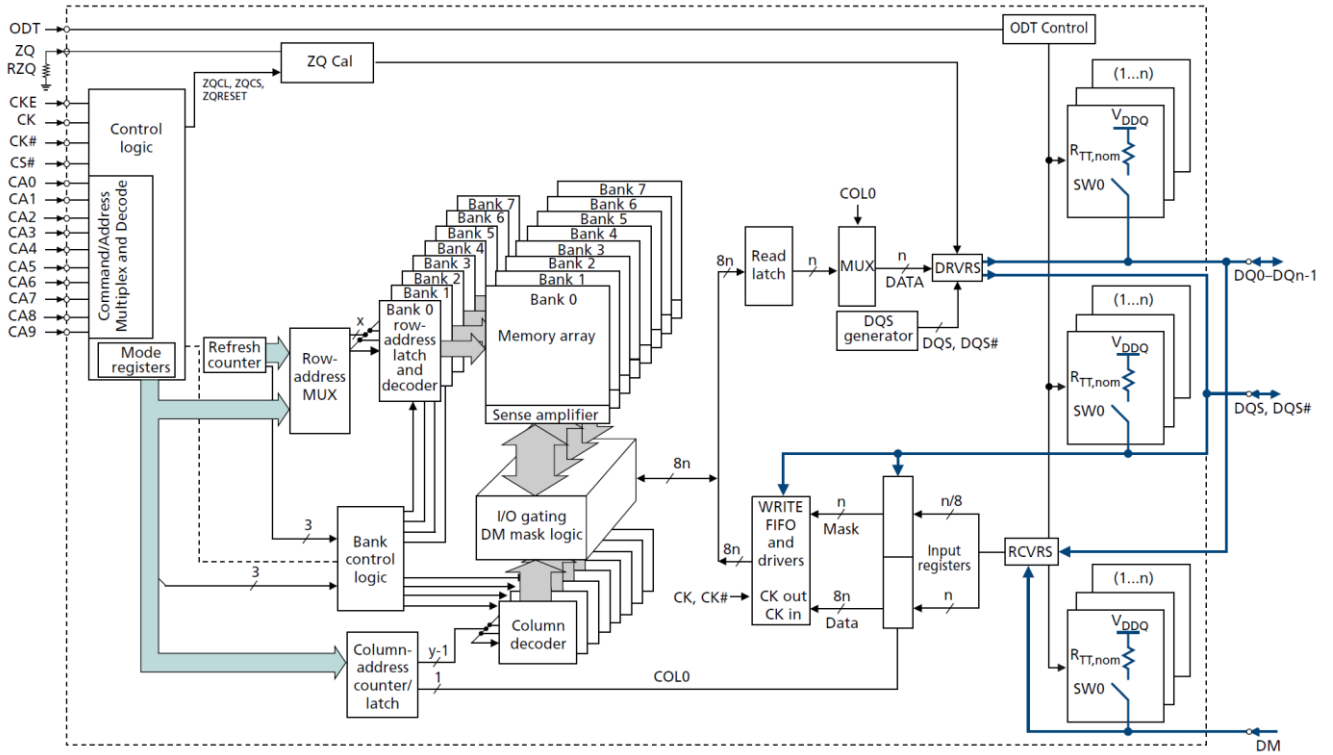 ODT
ODT Control
ZQ
RZQ
ZQ Cal
ZQCL, ZQCS,
ZQRESET
CKE
CK
CK#
CS#
CA0
CA1
CA2
CA3
CA4
CA5
CA6
CA7
CA8
CA9
Control
logic
Command/Address
Multiplex and Decode
Mode
registers
Refresh
counter
Row-
address
MUX
x
Bank 7
Bank 6
Bank 5
Bank 4
Bank 3
Bank 2
Bank 1
Bank 0
row-
address
latch
and
decoder
Bank 7
Bank 6
Bank 5
Bank 4
Bank 3
Bank 2
Bank 1
Bank 0
Memory array
Sense amplifier
3
3
Bank
control
logic
I/O gating
DM mask logic
Column
decoder
Column-
address
counter/
latch
y-1
1
COL0
8n
8n
8n
Read
latch
n
COL0
MUX
n
DATA
DRVRS
DQS
generator
DQS, DQS#
WRITE
FIFO
and
drivers
CK out
CK in
CK, CK#
n
Mask
8n
Data
n/8
Input
registers
n
RCVRS
(1...n)
VDDQ
RTT,nom
SW0
DQ0–DQn-1
(1...n)
VDDQ
RTT,nom
SW0
DQS, DQS#
(1...n)
VDDQ
RTT,nom
SW0
DM